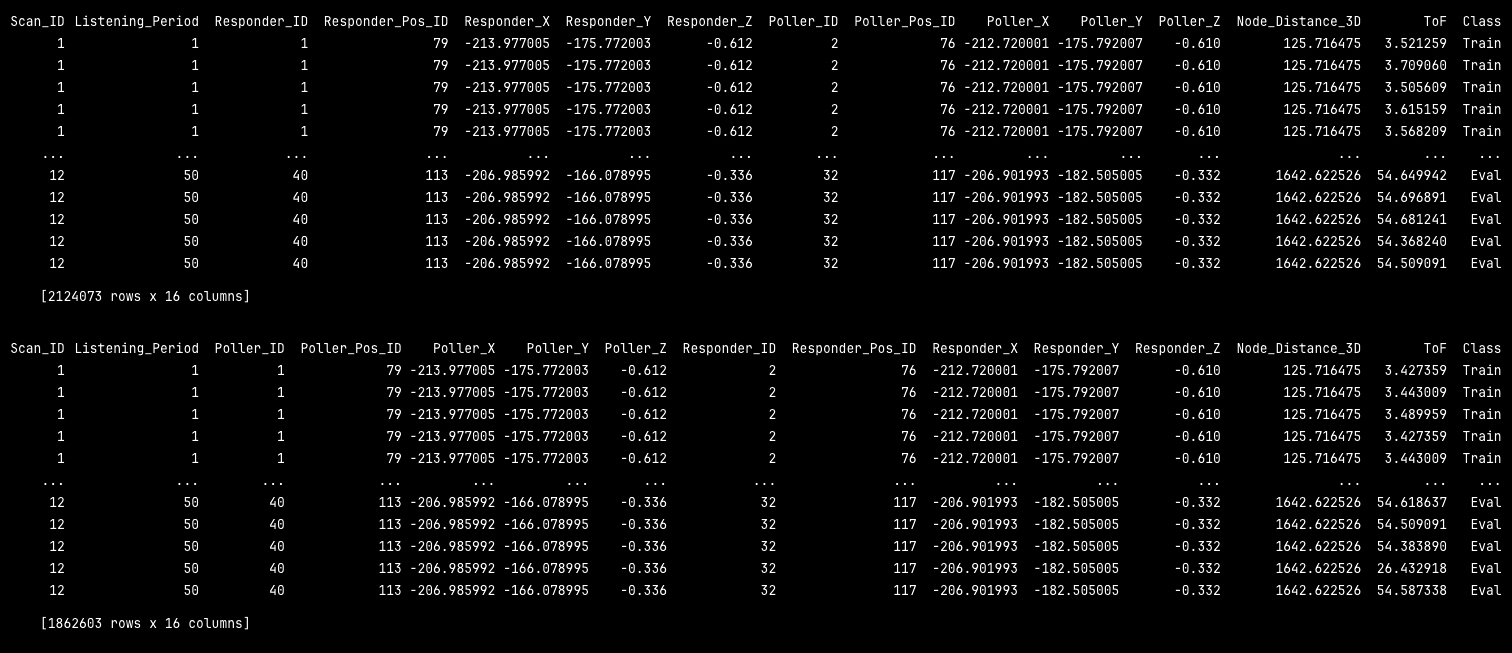 Scan_ID Listening_Period Responder_ID Responder_Pos_ID Responder_X Responder_Y Responder_Z Poller_ID Poller_Pos_ID Poller_X Poller_Y Poller_Z Node_Distance_3D ToF Class
1 1 1 79 -213.977005 -175.772003 -0.612 2 76 -212.720001 -175.792007 -0.610 125.716475 3.521259 Train
1 1 1 79 -213.977005 -175.772003 -0.612 2 76 -212.720001 -175.792007 -0.610 125.716475 3.709060 Train
1 1 1 79 -213.977005 -175.772003 -0.612 2 76 -212.720001 -175.792007 -0.610 125.716475 3.505609 Train
1 1 1 79 -213.977005 -175.772003 -0.612 2 76 -212.720001 -175.792007 -0.610 125.716475 3.615159 Train
1 1 1 79 -213.977005 -175.772003 -0.612 2 76 -212.720001 -175.792007 -0.610 125.716475 3.568209 Train
... ... ... ... ... ... ... ... ... ... ... ... ... ... ...
12 50 40 113 -206.985992 -166.078995 -0.336 32 117 -206.901993 -182.505005 -0.332 1642.622526 54.649942 Eval
12 50 40 113 -206.985992 -166.078995 -0.336 32 117 -206.901993 -182.505005 -0.332 1642.622526 54.696891 Eval
12 50 40 113 -206.985992 -166.078995 -0.336 32 117 -206.901993 -182.505005 -0.332 1642.622526 54.681241 Eval
12 50 40 113 -206.985992 -166.078995 -0.336 32 117 -206.901993 -182.505005 -0.332 1642.622526 54.368240 Eval
12 50 40 113 -206.985992 -166.078995 -0.336 32 117 -206.901993 -182.505005 -0.332 1642.622526 54.509091 Eval
[2124073 rows x 16 columns]
Scan_ID Listening_Period Poller_ID Poller_Pos_ID Poller_X Poller_Y Poller_Z Responder_ID Responder_Pos_ID Responder_X Responder_Y Responder_Z Node_Distance_3D ToF Class
1 1 1 79 -213.977005 -175.772003 -0.612 2 76 -212.720001 -175.792007 -0.610 125.716475 3.427359 Train
1 1 1 79 -213.977005 -175.772003 -0.612 2 76 -212.720001 -175.792007 -0.610 125.716475 3.443009 Train
1 1 1 79 -213.977005 -175.772003 -0.612 2 76 -212.720001 -175.792007 -0.610 125.716475 3.489959 Train
1 1 1 79 -213.977005 -175.772003 -0.612 2 76 -212.720001 -175.792007 -0.610 125.716475 3.427359 Train
1 1 1 79 -213.977005 -175.772003 -0.612 2 76 -212.720001 -175.792007 -0.610 125.716475 3.443009 Train
... ... ... ... ... ... ... ... ... ... ... ... ... ... ...
12 50 40 113 -206.985992 -166.078995 -0.336 32 117 -206.901993 -182.505005 -0.332 1642.622526 54.618637 Eval
12 50 40 113 -206.985992 -166.078995 -0.336 32 117 -206.901993 -182.505005 -0.332 1642.622526 54.509091 Eval
12 50 40 113 -206.985992 -166.078995 -0.336 32 117 -206.901993 -182.505005 -0.332 1642.622526 54.383890 Eval
12 50 40 113 -206.985992 -166.078995 -0.336 32 117 -206.901993 -182.505005 -0.332 1642.622526 26.432918 Eval
12 50 40 113 -206.985992 -166.078995 -0.336 32 117 -206.901993 -182.505005 -0.332 1642.622526 54.587338 Eval
[1862603 rows x 16 columns]